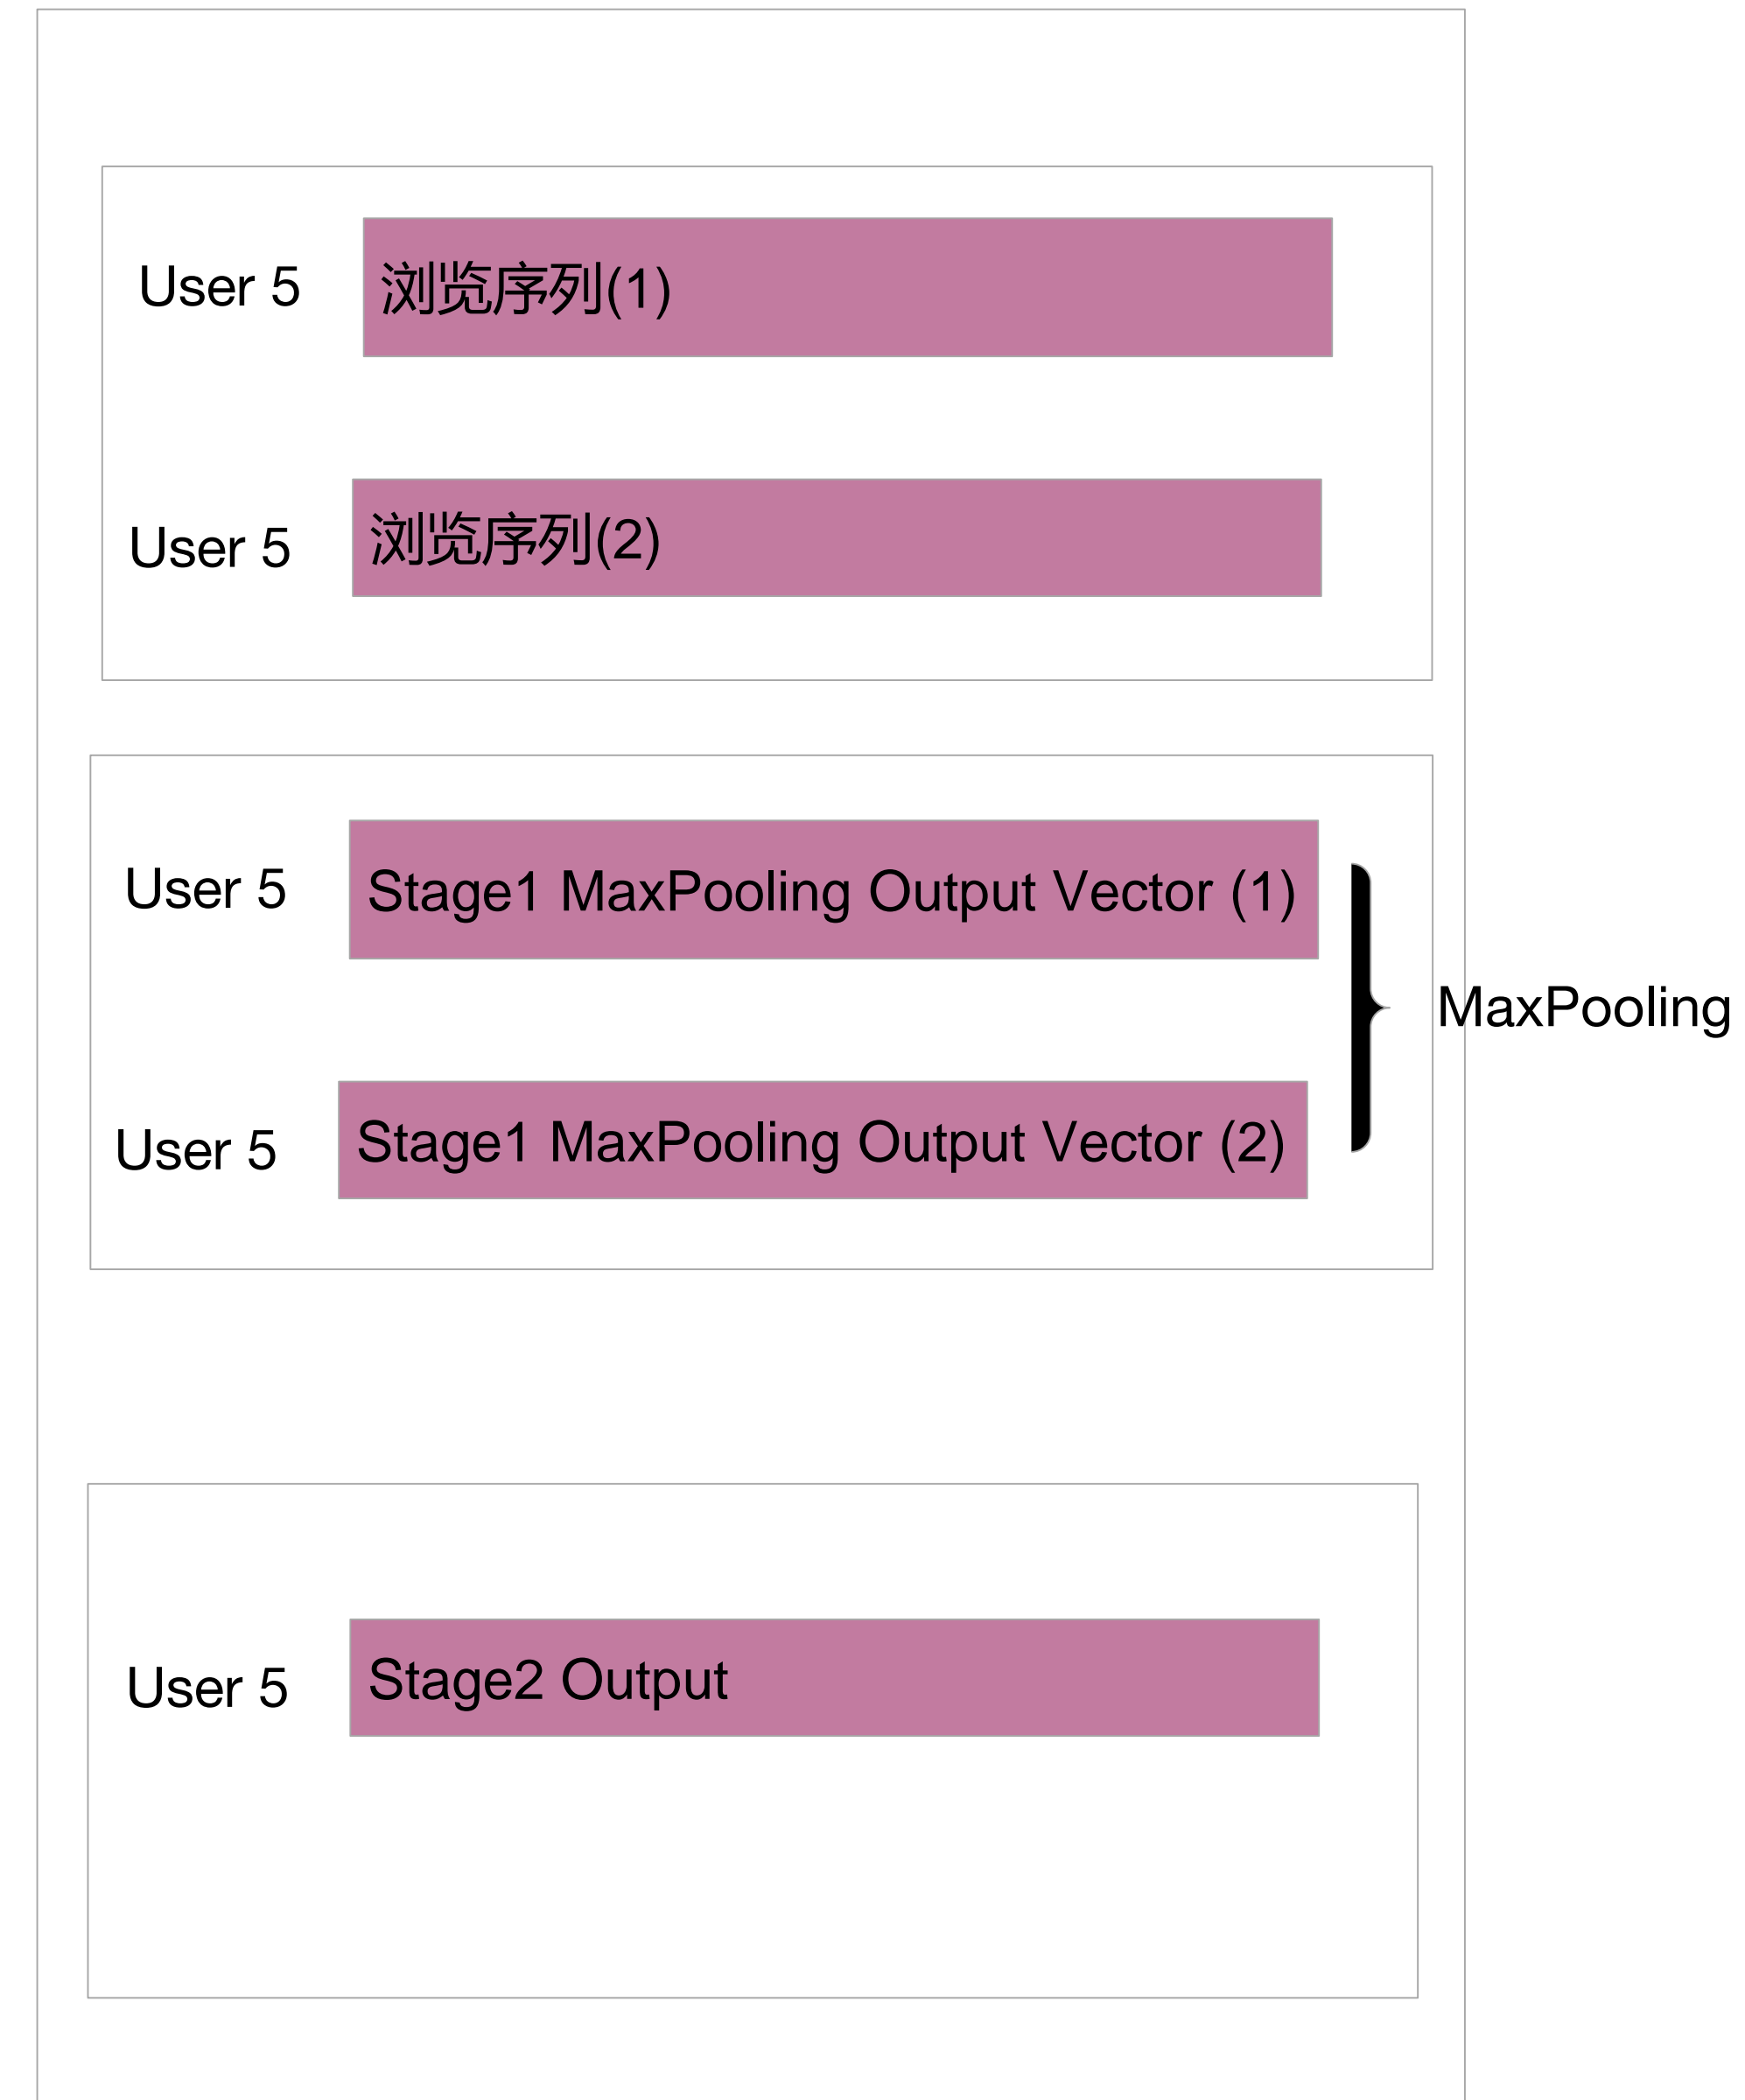 User 5 浏览序列(1)
User 5 浏览序列(2)
User 5 Stage1 MaxPooling Output Vector (1)
MaxPooling
User 5 Stage1 MaxPooling Output Vector (2)
User 5 Stage2 Output